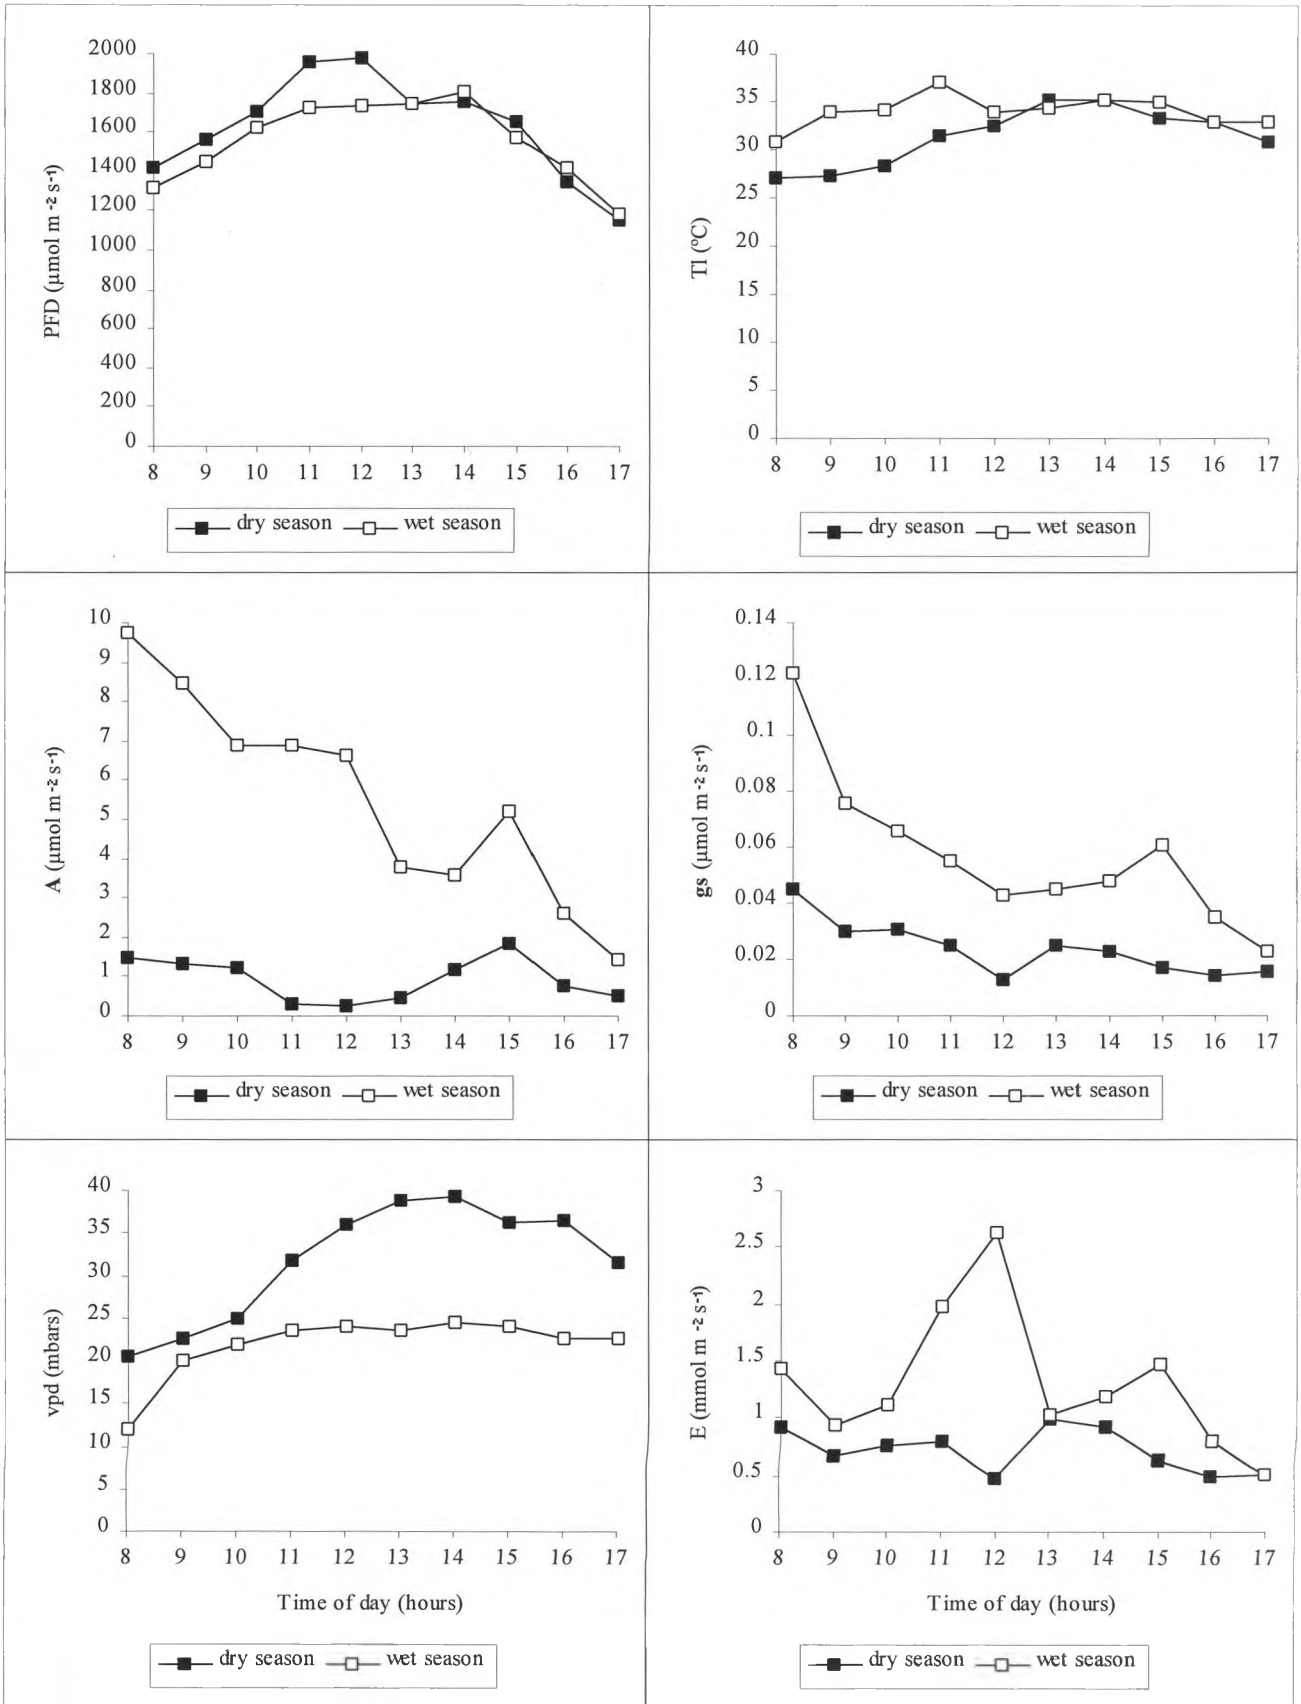 PFD (µmol m -2 s-1)
2000
1800
1600
1400
1200
1000
800
600
400
200
0
8 9 10 11 12 13 14 15 16 17
dry season wet season
Tl (ºC)
40
35
30
25
20
15
10
5
0
8 9 10 11 12 13 14 15 16 17
dry season wet season
A (µmol m -2 s-1)
10
9
8
7
6
5
4
3
2
1
0
8 9 10 11 12 13 14 15 16 17
dry season wet season
gs (µmol m -2 s-1)
0.14
0.12
0.1
0.08
0.06
0.04
0.02
0
8 9 10 11 12 13 14 15 16 17
dry season wet season
vpd (mbars)
40
35
30
25
20
15
10
5
0
8 9 10 11 12 13 14 15 16 17
Time of day (hours)
dry season wet season
E (mmol m -2 s-1)
3
2.5
2
1.5
1
0.5
0
8 9 10 11 12 13 14 15 16 17
Time of day (hours)
dry season wet season